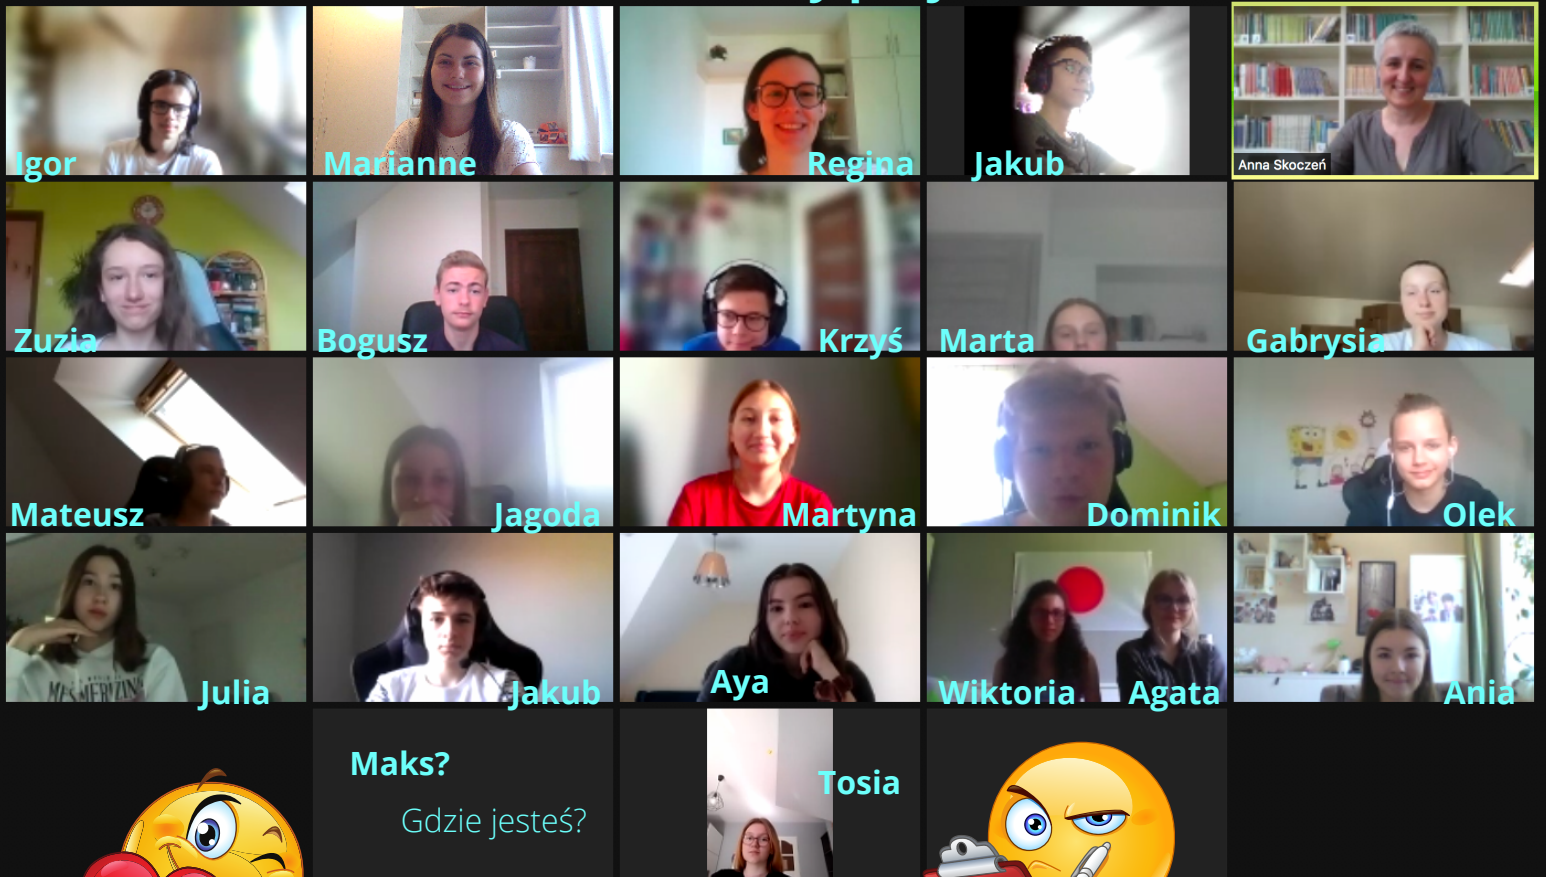 Igor
Marianne
Regina
Jakub
Anna Skoczeń
Zuzia
Bogusz
Krzyś
Marta
Gabrysia
Mateusz
Jagoda
Martyna
Dominik
Olek
MESMERIZING
Julia
Jakub
Aya
Wiktoria
Agata
Ania
Maks?
Gdzie jesteś?
Tosia